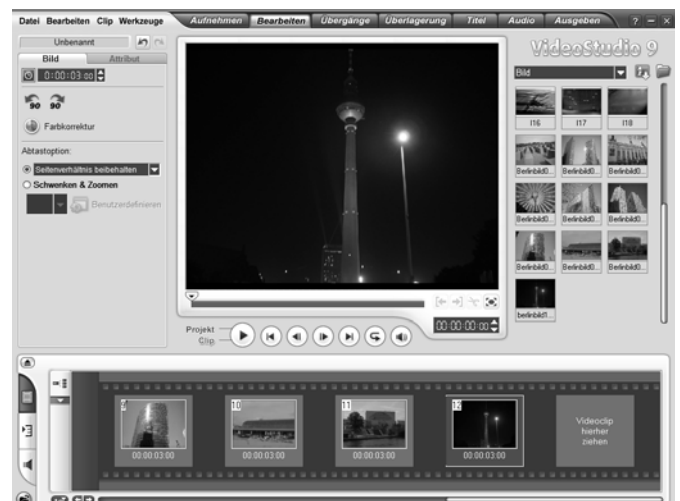 Datei Bearbeiten Clip Werkzeuge Aufnehmen Bearbeiten Übergänge Überlagerung Titel Audio Ausgeben ? – ×
Unbenannt
VideoStudio 9
Bild Attribut
Bild
0:00:03 00
90 90
Farbkorrektur
I16 I17 I18
Abtastoption:
Seitenverhältnis beibehalten
Schwenken & Zoomen
Benutzerdefinieren
Berlinbild0... Berlinbild0... Berlinbild0...
Berlinbild0... Berlinbild0... Berlinbild0...
Berlinbild0... Berlinbild0... Berlinbild0...
berlinbild1...
Projekt
Clip
00:00:00 00
9 10 11 12
Videoclip
hierher
ziehen
00:00:03:00 00:00:03:00 00:00:03:00 00:00:03:00